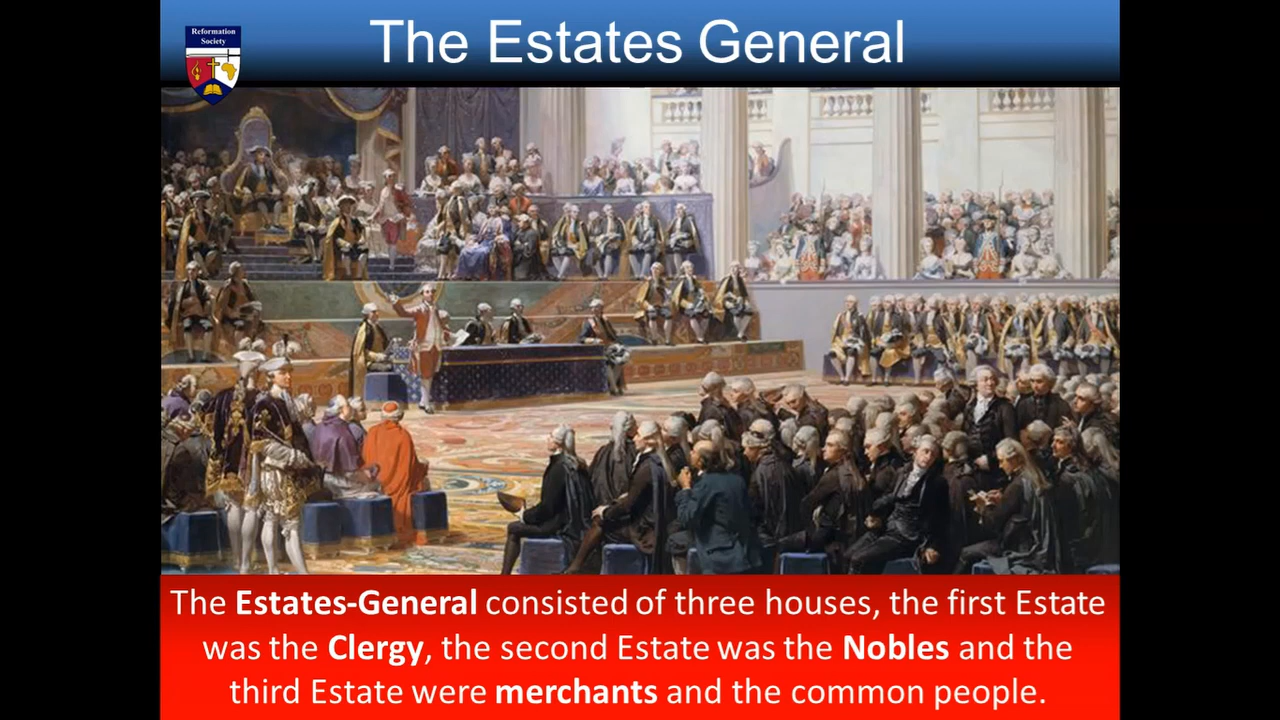 The Estates General
Reformation
Society
The Estates-General consisted of three houses, the first Estate
was the Clergy, the second Estate was the Nobles and the
third Estate were merchants and the common people.